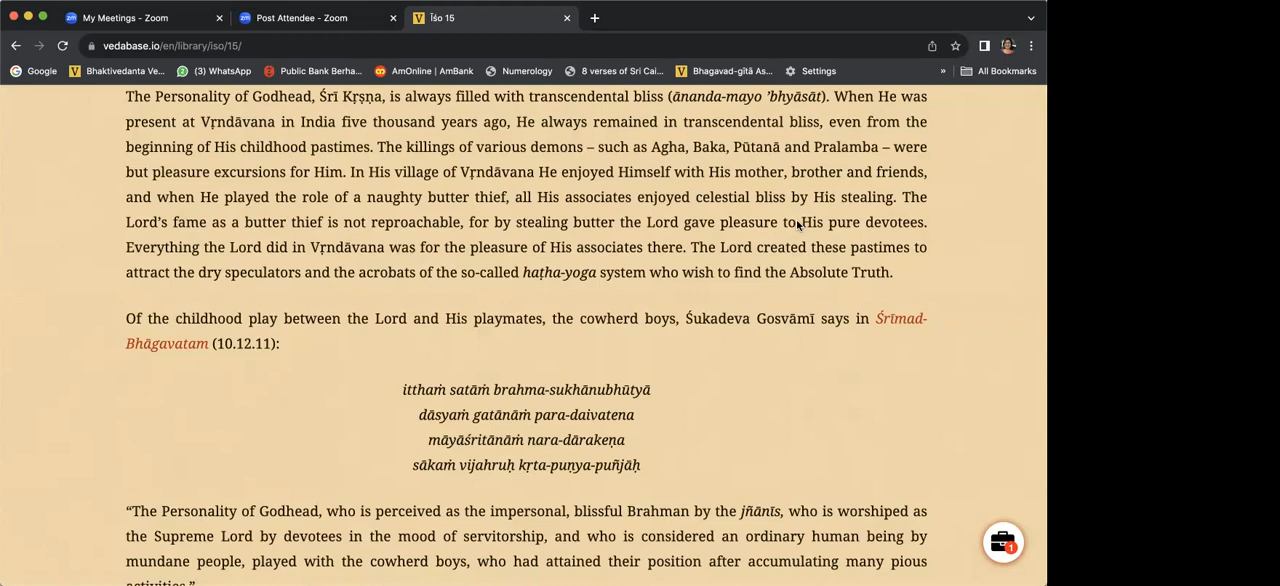 My Meetings - Zoom
Post Attendee - Zoom
Īśo 15
vedabase.io/en/library/iso/15/
Google
Bhaktivedanta Ve...
(3) WhatsApp
Public Bank Berha...
AmOnline | AmBank
Numerology
8 verses of Sri Cai...
Bhagavad-gītā As...
Settings
»
All Bookmarks
The Personality of Godhead, Śrī Kṛṣṇa, is always filled with transcendental bliss (ānanda-mayo ’bhyāsāt). When He was
present at Vṛndāvana in India five thousand years ago, He always remained in transcendental bliss, even from the
beginning of His childhood pastimes. The killings of various demons – such as Agha, Baka, Pūtanā and Pralamba – were
but pleasure excursions for Him. In His village of Vṛndāvana He enjoyed Himself with His mother, brother and friends,
and when He played the role of a naughty butter thief, all His associates enjoyed celestial bliss by His stealing. The
Lord’s fame as a butter thief is not reproachable, for by stealing butter the Lord gave pleasure to His pure devotees.
Everything the Lord did in Vṛndāvana was for the pleasure of His associates there. The Lord created these pastimes to
attract the dry speculators and the acrobats of the so-called haṭha-yoga system who wish to find the Absolute Truth.
Of the childhood play between the Lord and His playmates, the cowherd boys, Śukadeva Gosvāmī says in Śrīmad-
Bhāgavatam (10.12.11):
itthaṁ satāṁ brahma-sukhānubhūtyā
dāsyaṁ gatānāṁ para-daivatena
māyāśritānāṁ nara-dārakeṇa
sākaṁ vijahruḥ kṛta-puṇya-puñjāḥ
“The Personality of Godhead, who is perceived as the impersonal, blissful Brahman by the jñānīs, who is worshiped as
the Supreme Lord by devotees in the mood of servitorship, and who is considered an ordinary human being by
mundane people, played with the cowherd boys, who had attained their position after accumulating many pious
activities.”
1